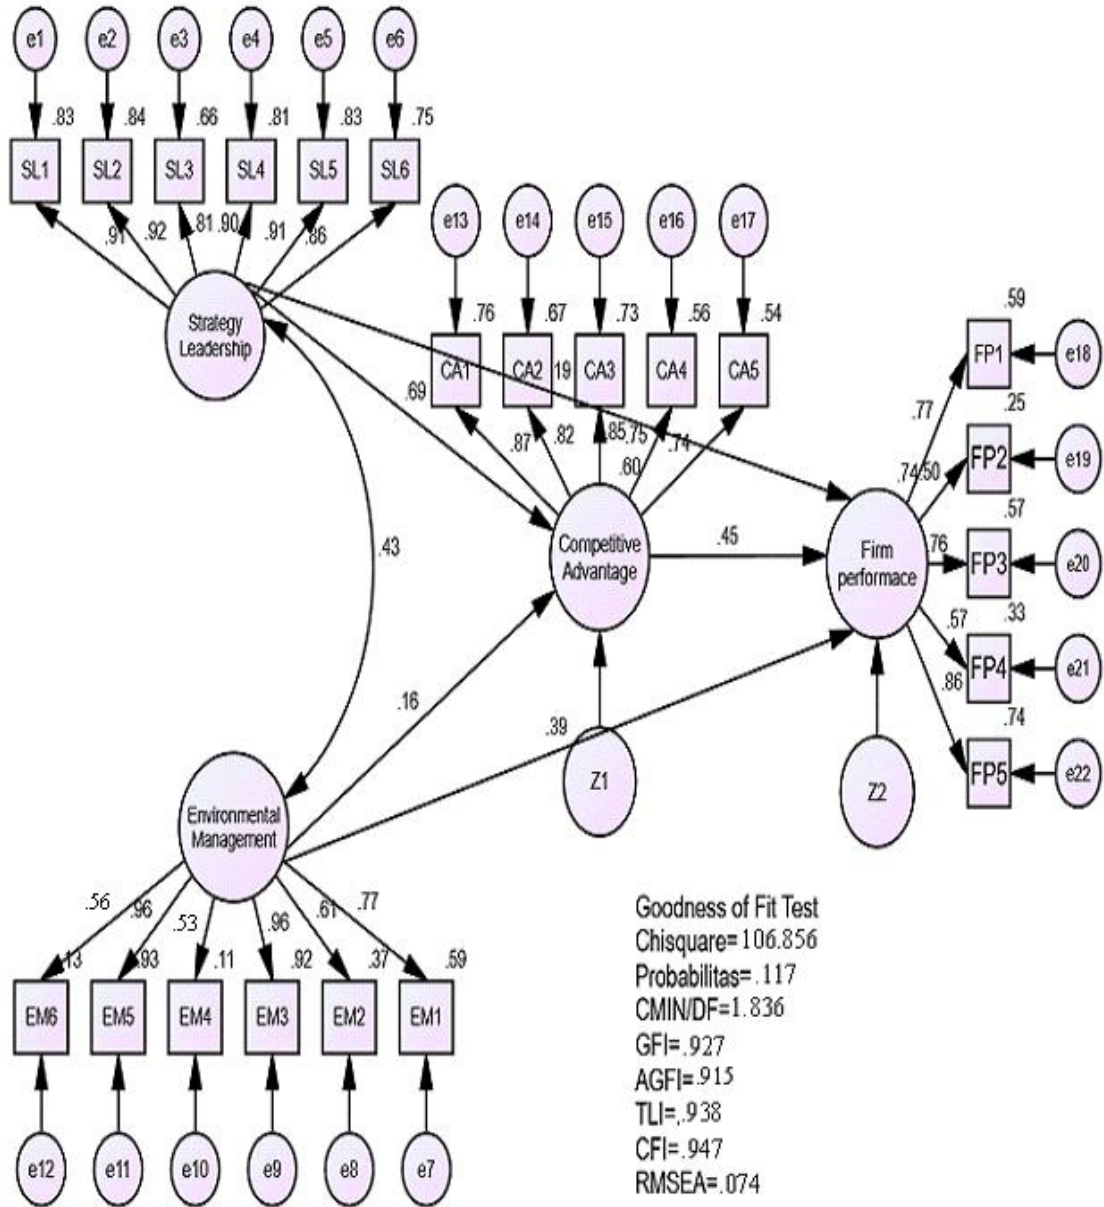 e1 e2 e3 e4 e5 e6
.83 .84 .66 .81 .83 .75
SL1 SL2 SL3 SL4 SL5 SL6
.91 .92 .81 .90 .91 .86
Strategy
Leadership
e13 e14 e15 e16 e17
.76 .67 .73 .56 .54
CA1 CA2 CA3 CA4 CA5
.19
.69
.87 .82 .85 .75 .74
.60
Competitive
Advantage
.43
.45
.16
.39
Z1
Z2
Firm
performace
.74
.59
.77
FP1 e18
.25
.50
FP2 e19
.57
.76
FP3 e20
.33
.57
FP4 e21
.74
.86
FP5 e22
Environmental
Management
.56 .96 .53 .96 .61 .77
.13 .93 .11 .92 .37 .59
EM6 EM5 EM4 EM3 EM2 EM1
e12 e11 e10 e9 e8 e7
Goodness of Fit Test
Chisquare=106.856
Probabilitas=.117
CMIN/DF=1.836
GFI=.927
AGFI=.915
TLI=.938
CFI=.947
RMSEA=.074